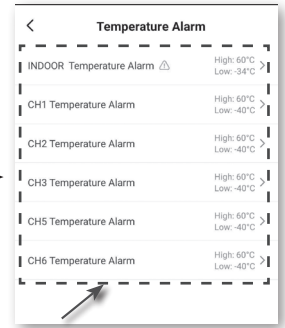 Temperature Alarm
INDOOR Temperature Alarm
High: 60°C
Low: -34°C
CH1 Temperature Alarm
High: 60°C
Low: -40°C
CH2 Temperature Alarm
High: 60°C
Low: -40°C
CH3 Temperature Alarm
High: 60°C
Low: -40°C
CH5 Temperature Alarm
High: 60°C
Low: -40°C
CH6 Temperature Alarm
High: 60°C
Low: -40°C